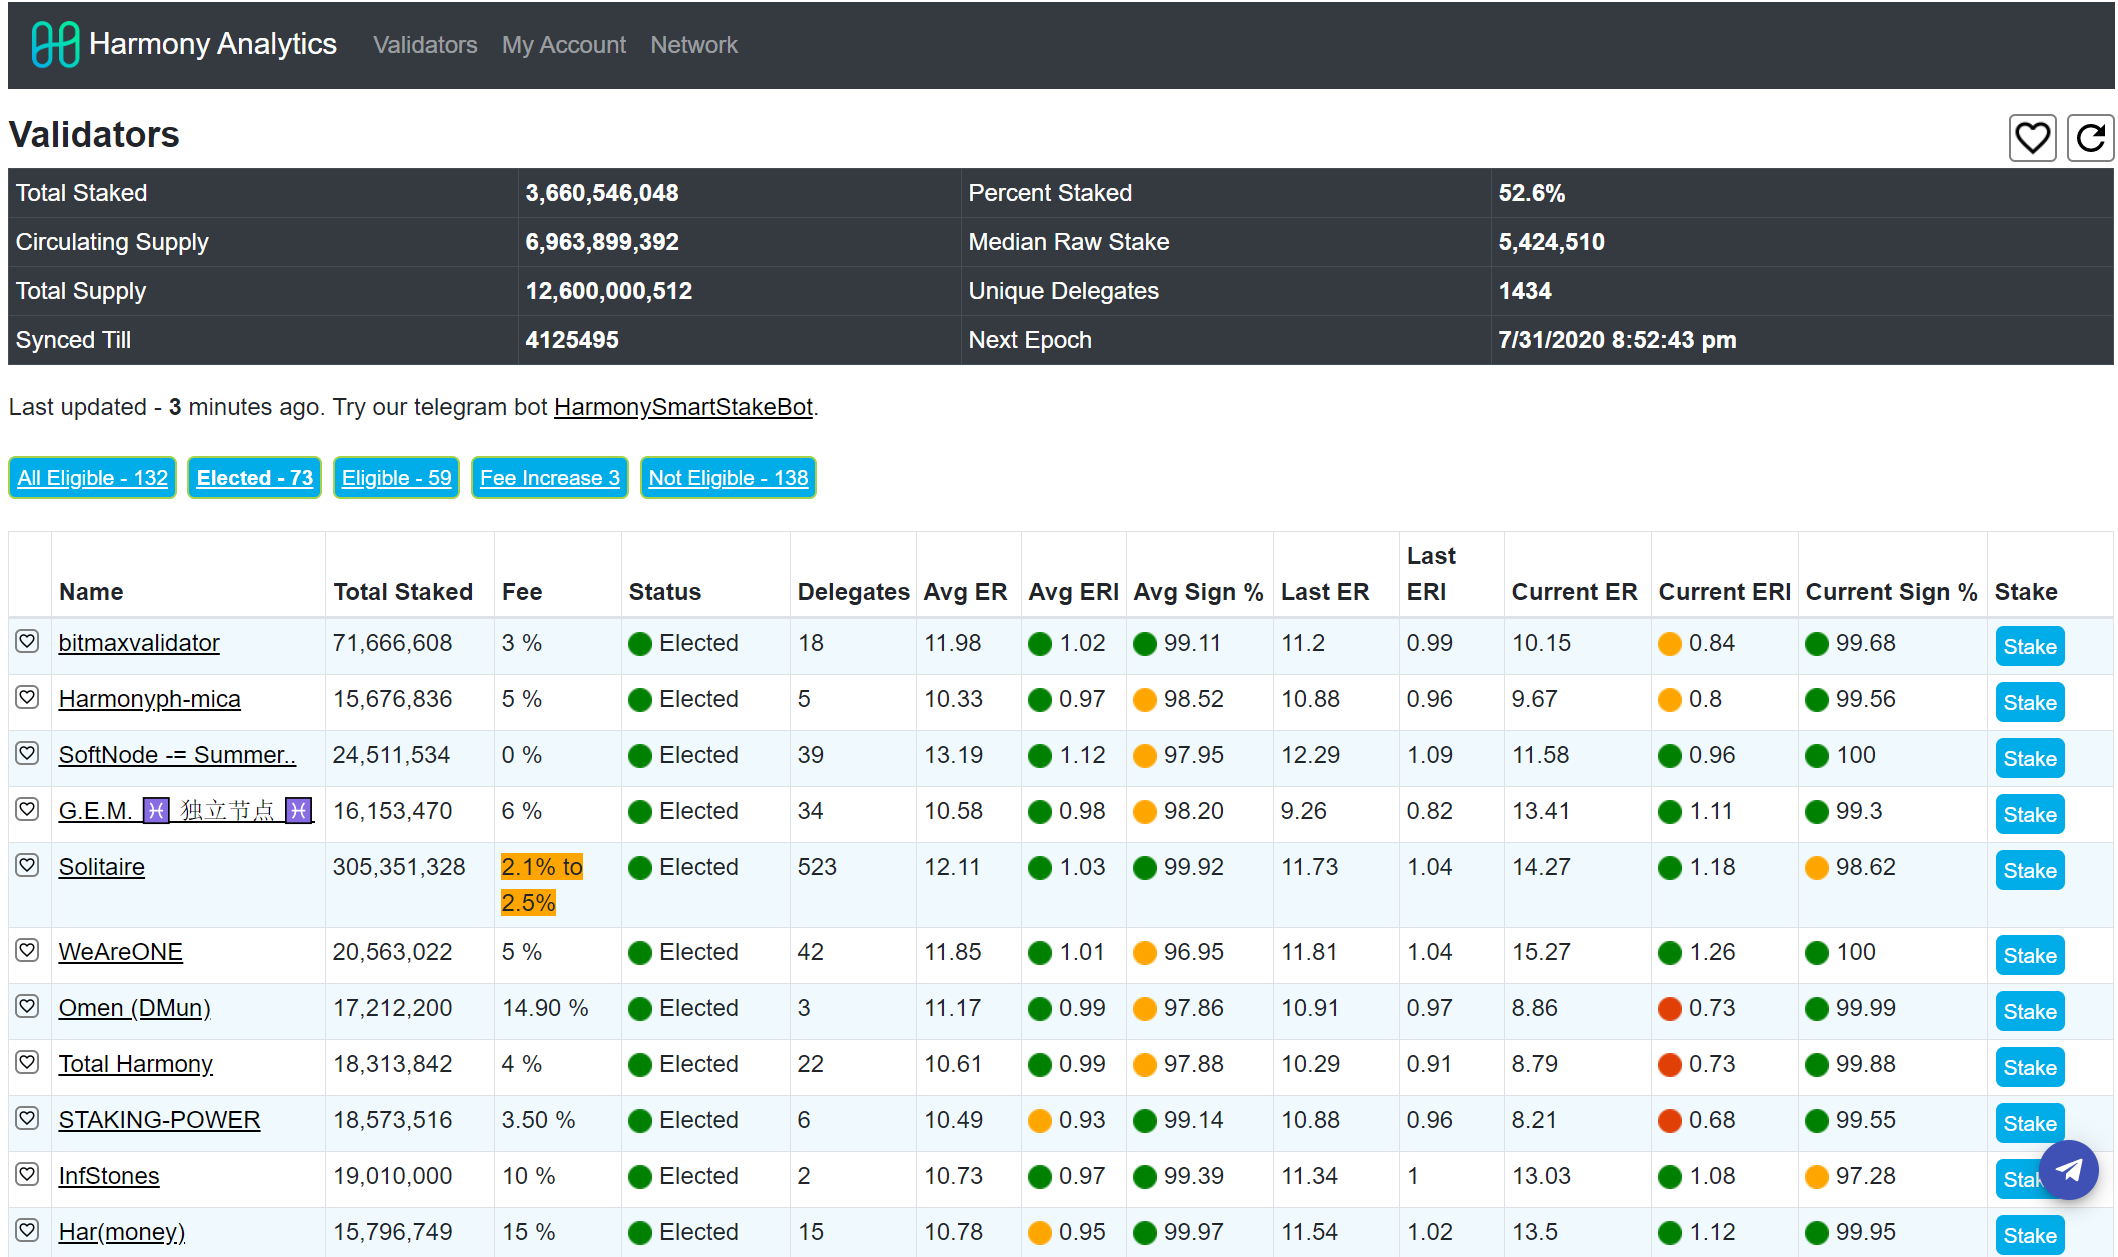 Harmony Analytics Validators My Account Network
Validators
Total Staked 3,660,546,048 Percent Staked 52.6%
Circulating Supply 6,963,899,392 Median Raw Stake 5,424,510
Total Supply 12,600,000,512 Unique Delegates 1434
Synced Till 4125495 Next Epoch 7/31/2020 8:52:43 pm
Last updated - 3 minutes ago. Try our telegram bot HarmonySmartStakeBot.
All Eligible - 132 Elected - 73 Eligible - 59 Fee Increase 3 Not Eligible - 138
Name Total Staked Fee Status Delegates Avg ER Avg ERI Avg Sign % Last ER Last ERI Current ER Current ERI Current Sign % Stake
bitmaxvalidator 71,666,608 3 % Elected 18 11.98 1.02 99.11 11.2 0.99 10.15 0.84 99.68 Stake
Harmonyph-mica 15,676,836 5 % Elected 5 10.33 0.97 98.52 10.88 0.96 9.67 0.8 99.56 Stake
SoftNode -= Summer.. 24,511,534 0 % Elected 39 13.19 1.12 97.95 12.29 1.09 11.58 0.96 100 Stake
G.E.M. ♓ 独立节点 ♓ 16,153,470 6 % Elected 34 10.58 0.98 98.20 9.26 0.82 13.41 1.11 99.3 Stake
Solitaire 305,351,328 2.1% to 2.5% Elected 523 12.11 1.03 99.92 11.73 1.04 14.27 1.18 98.62 Stake
WeAreONE 20,563,022 5 % Elected 42 11.85 1.01 96.95 11.81 1.04 15.27 1.26 100 Stake
Omen (DMun) 17,212,200 14.90 % Elected 3 11.17 0.99 97.86 10.91 0.97 8.86 0.73 99.99 Stake
Total Harmony 18,313,842 4 % Elected 22 10.61 0.99 97.88 10.29 0.91 8.79 0.73 99.88 Stake
STAKING-POWER 18,573,516 3.50 % Elected 6 10.49 0.93 99.14 10.88 0.96 8.21 0.68 99.55 Stake
InfStones 19,010,000 10 % Elected 2 10.73 0.97 99.39 11.34 1 13.03 1.08 97.28 Stak
Har(money) 15,796,749 15 % Elected 15 10.78 0.95 99.97 11.54 1.02 13.5 1.12 99.95 Stake